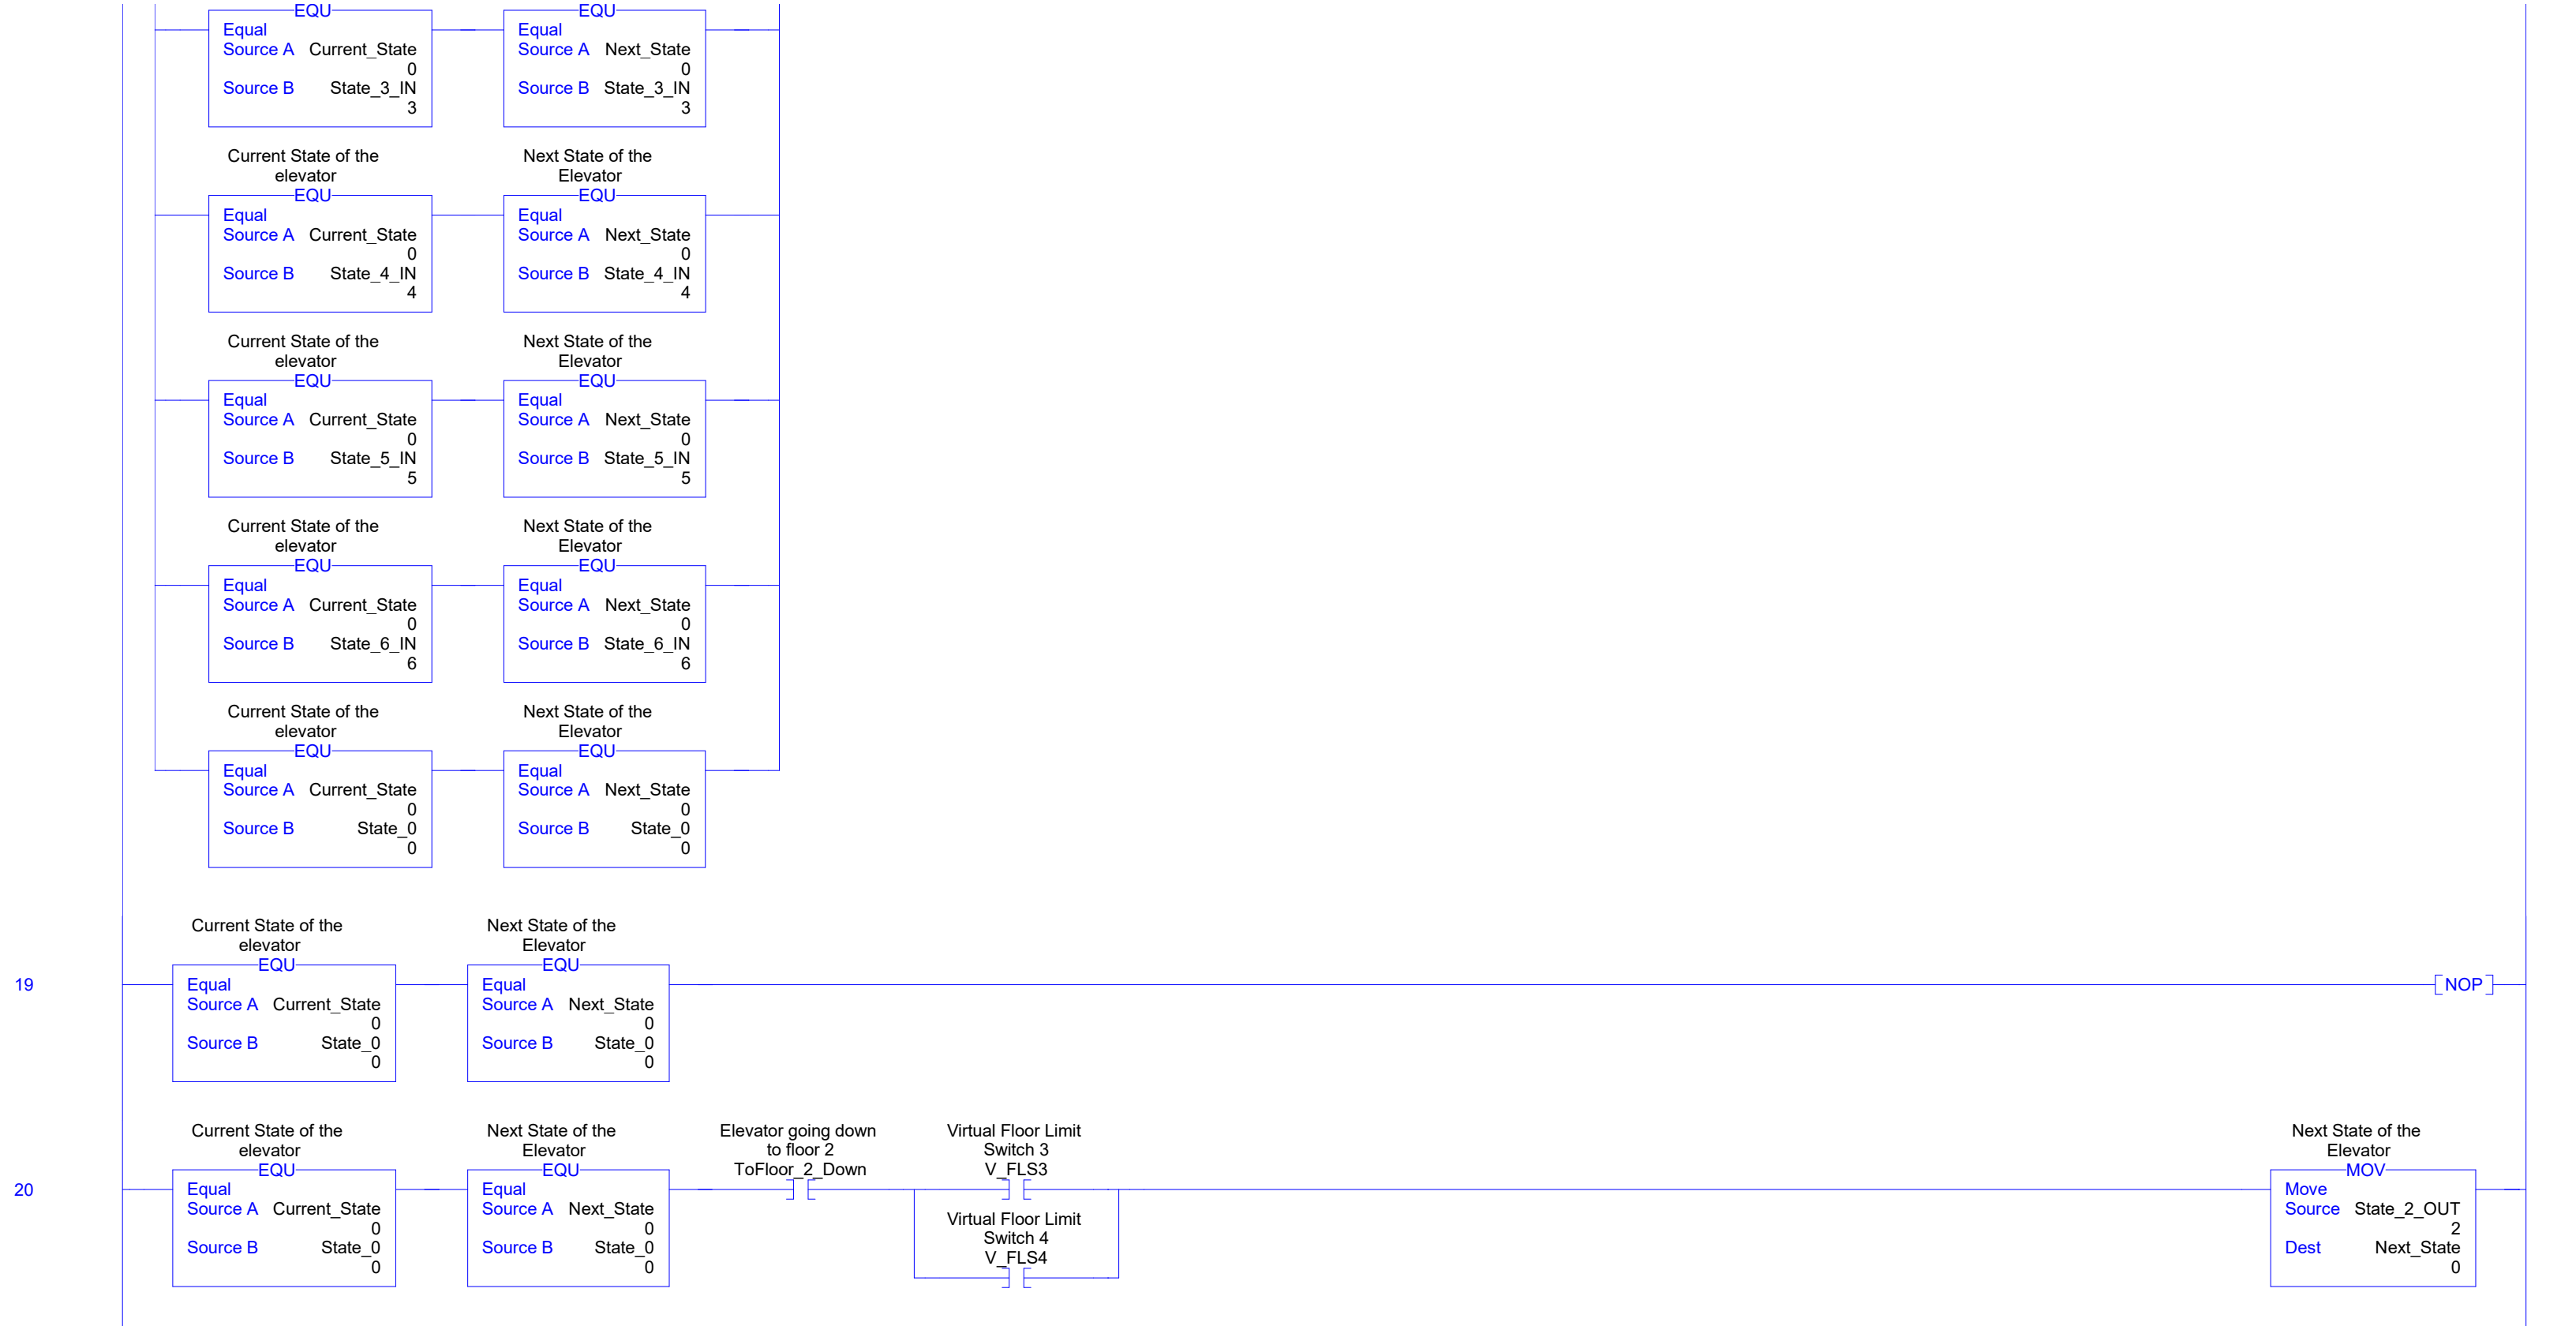 EQU EQU
Equal Equal
Source A Current_State Source A Next_State
0 0
Source B State_3_IN Source B State_3_IN
3 3
Current State of the Next State of the
elevator Elevator
EQU EQU
Equal Equal
Source A Current_State Source A Next_State
0 0
Source B State_4_IN Source B State_4_IN
4 4
Current State of the Next State of the
elevator Elevator
EQU EQU
Equal Equal
Source A Current_State Source A Next_State
0 0
Source B State_5_IN Source B State_5_IN
5 5
Current State of the Next State of the
elevator Elevator
EQU EQU
Equal Equal
Source A Current_State Source A Next_State
0 0
Source B State_6_IN Source B State_6_IN
6 6
Current State of the Next State of the
elevator Elevator
EQU EQU
Equal Equal
Source A Current_State Source A Next_State
0 0
Source B State_0 Source B State_0
0 0
Current State of the Next State of the
elevator Elevator
EQU EQU
19 Equal Equal NOP
Source A Current_State Source A Next_State
0 0
Source B State_0 Source B State_0
0 0
Current State of the Next State of the Elevator going down Virtual Floor Limit Next State of the
elevator Elevator to floor 2 Switch 3 Elevator
EQU EQU ToFloor_2_Down V_FLS3 MOV
20 Equal Equal Move
Source A Current_State Source A Next_State Source State_2_OUT
0 0 Virtual Floor Limit 2
Switch 4
Source B State_0 Source B State_0 V_FLS4 Dest Next_State
0 0 0